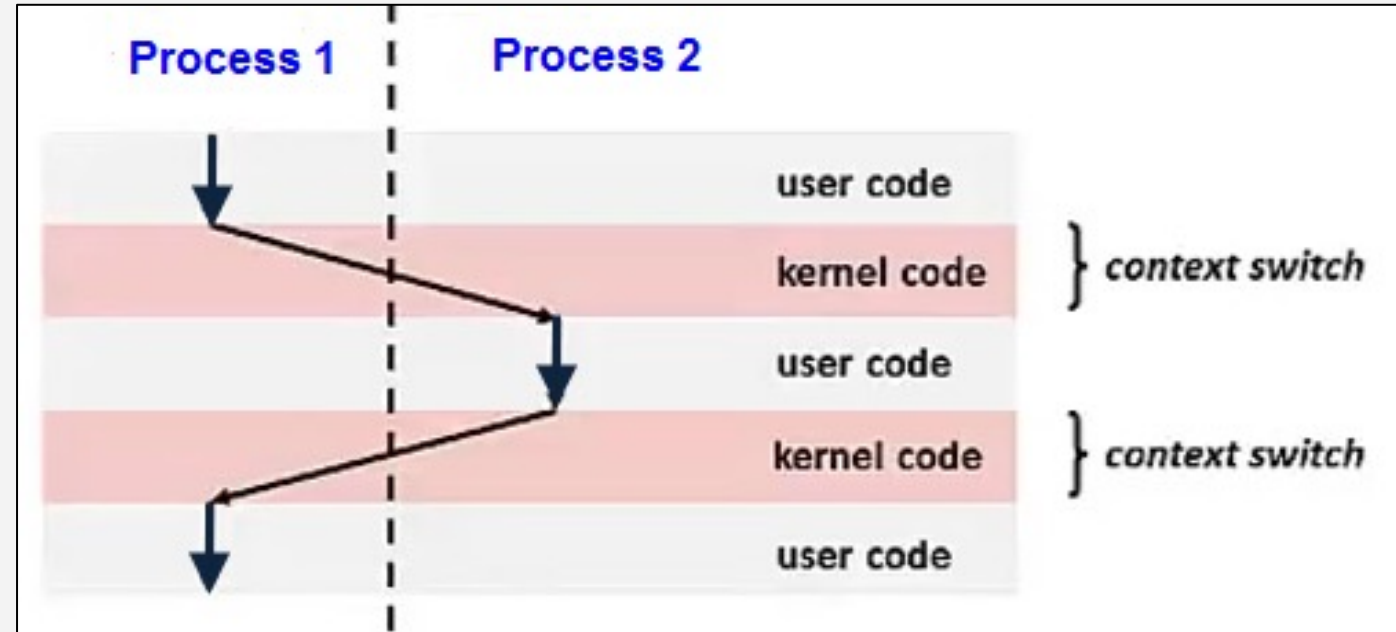 Process 1 Process 2
user code
kernel code } context switch
user code
kernel code } context switch
user code